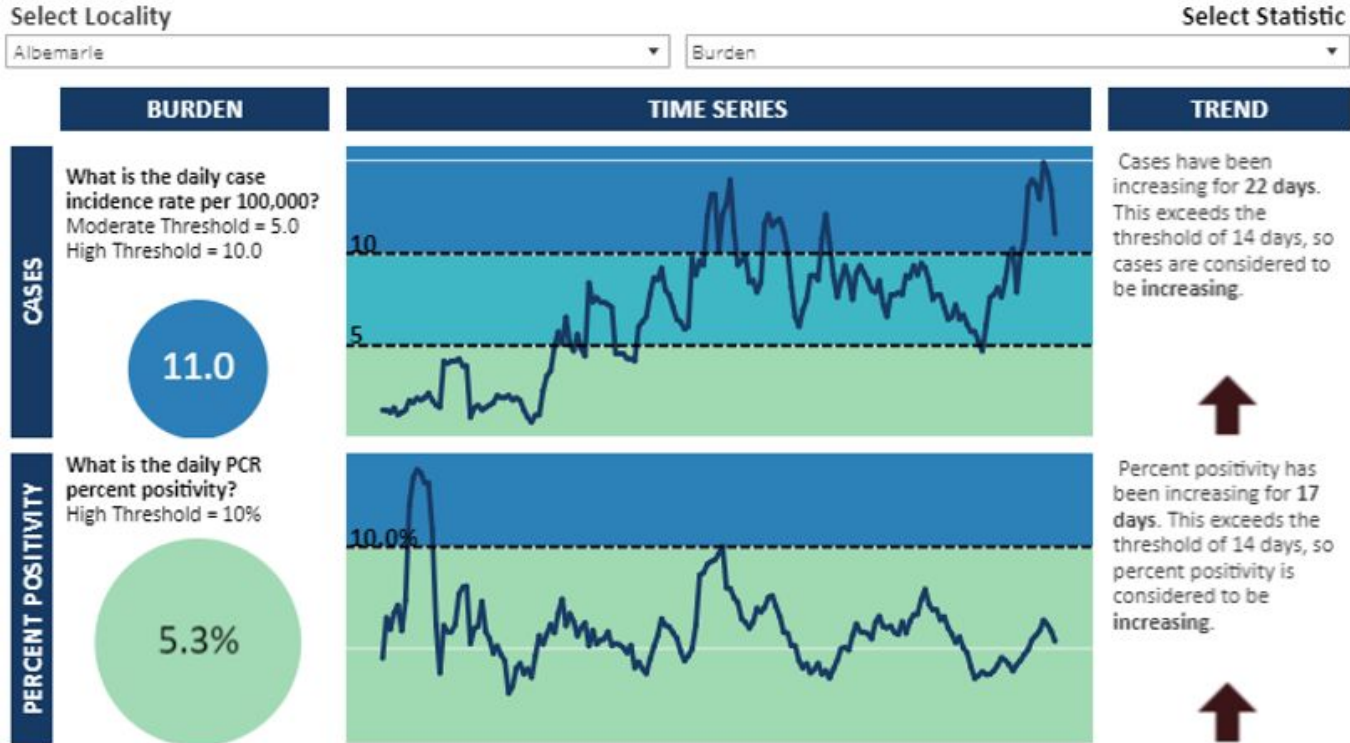 Select Locality
Select Statistic
Albemarle
Burden
BURDEN
TIME SERIES
TREND
CASES
What is the daily case
incidence rate per 100,000?
Moderate Threshold = 5.0
High Threshold = 10.0
11.0
10
5
Cases have been
increasing for 22 days.
This exceeds the
threshold of 14 days, so
cases are considered to
be increasing.
PERCENT POSITIVITY
What is the daily PCR
percent positivity?
High Threshold = 10%
5.3%
10.0%
Percent positivity has
been increasing for 17
days. This exceeds the
threshold of 14 days, so
percent positivity is
considered to be
increasing.